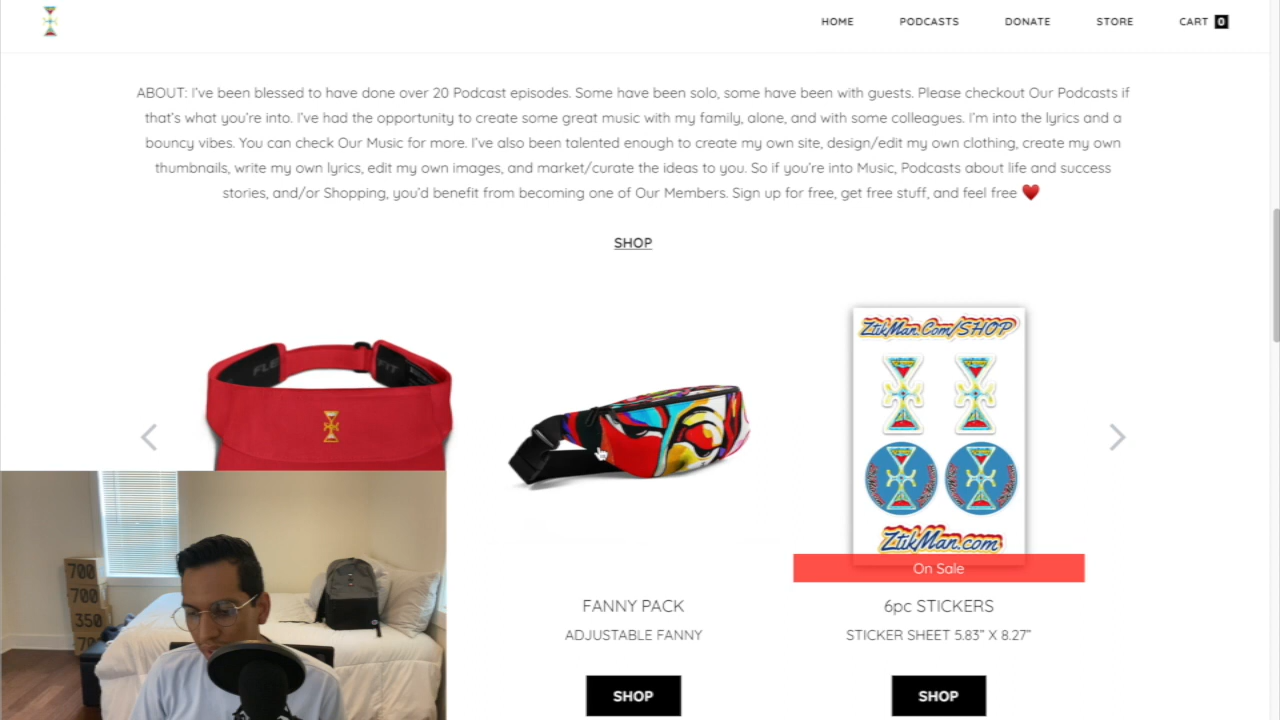 HOME PODCASTS DONATE STORE CART 0
ABOUT: I've been blessed to have done over 20 Podcast episodes. Some have been solo, some have been with guests. Please checkout Our Podcasts if
that's what you're into. I've had the opportunity to create some great music with my family, alone, and with some colleagues. I'm into the lyrics and a
bouncy vibes. You can check Our Music for more. I've also been talented enough to create my own site, design/edit my own clothing, create my own
thumbnails, write my own lyrics, edit my own images, and market/curate the ideas to you. So if you're into Music, Podcasts about life and success
stories, and/or Shopping, you'd benefit from becoming one of Our Members. Sign up for free, get free stuff, and feel free ♥
SHOP
FLE FIT
ZtikMan.Com/SHOP
ZtikMan.com
On Sale
FANNY PACK
ADJUSTABLE FANNY
SHOP
6pc STICKERS
STICKER SHEET 5.83” X 8.27”
SHOP
700
700
350
70